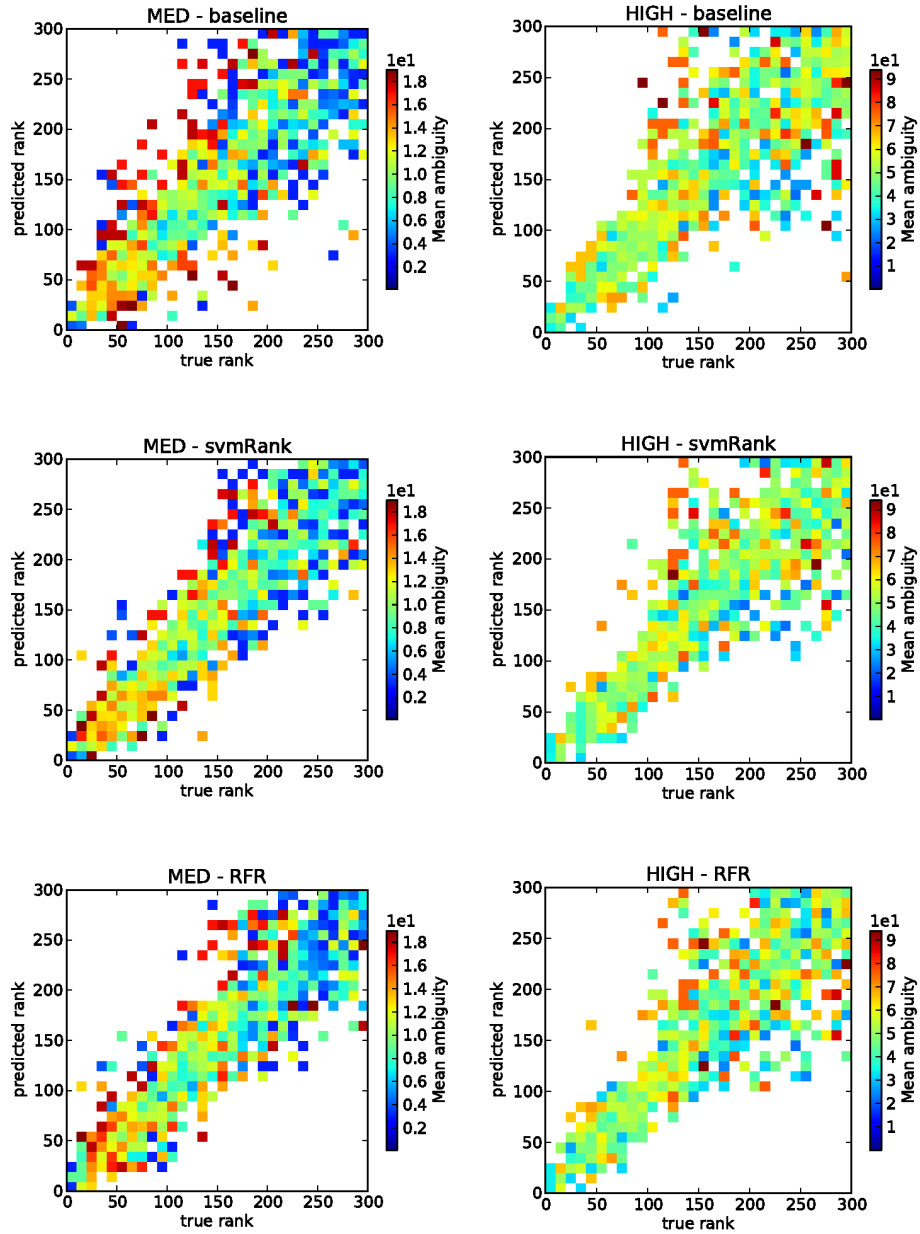 MED - baseline
300
250
200
150
100
50
0
predicted rank
0 50 100 150 200 250 300
true rank
1e1
1.8
1.6
1.4
1.2
1.0
0.8
0.6
0.4
0.2
Mean ambiguity
HIGH - baseline
300
250
200
150
100
50
0
predicted rank
0 50 100 150 200 250 300
true rank
1e1
9
8
7
6
5
4
3
2
1
Mean ambiguity
MED - svmRank
300
250
200
150
100
50
0
predicted rank
0 50 100 150 200 250 300
true rank
1e1
1.8
1.6
1.4
1.2
1.0
0.8
0.6
0.4
0.2
Mean ambiguity
HIGH - svmRank
300
250
200
150
100
50
0
predicted rank
0 50 100 150 200 250 300
true rank
1e1
9
8
7
6
5
4
3
2
1
Mean ambiguity
MED - RFR
300
250
200
150
100
50
0
predicted rank
0 50 100 150 200 250 300
true rank
1e1
1.8
1.6
1.4
1.2
1.0
0.8
0.6
0.4
0.2
Mean ambiguity
HIGH - RFR
300
250
200
150
100
50
0
predicted rank
0 50 100 150 200 250 300
true rank
1e1
9
8
7
6
5
4
3
2
1
Mean ambiguity